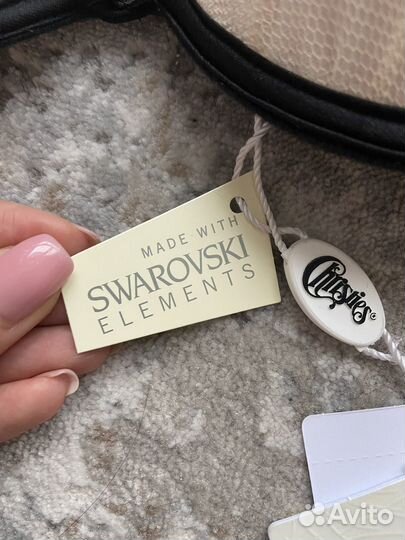 MADE WITH
SWAROVSKI
ELEMENTS
Christies
Avito